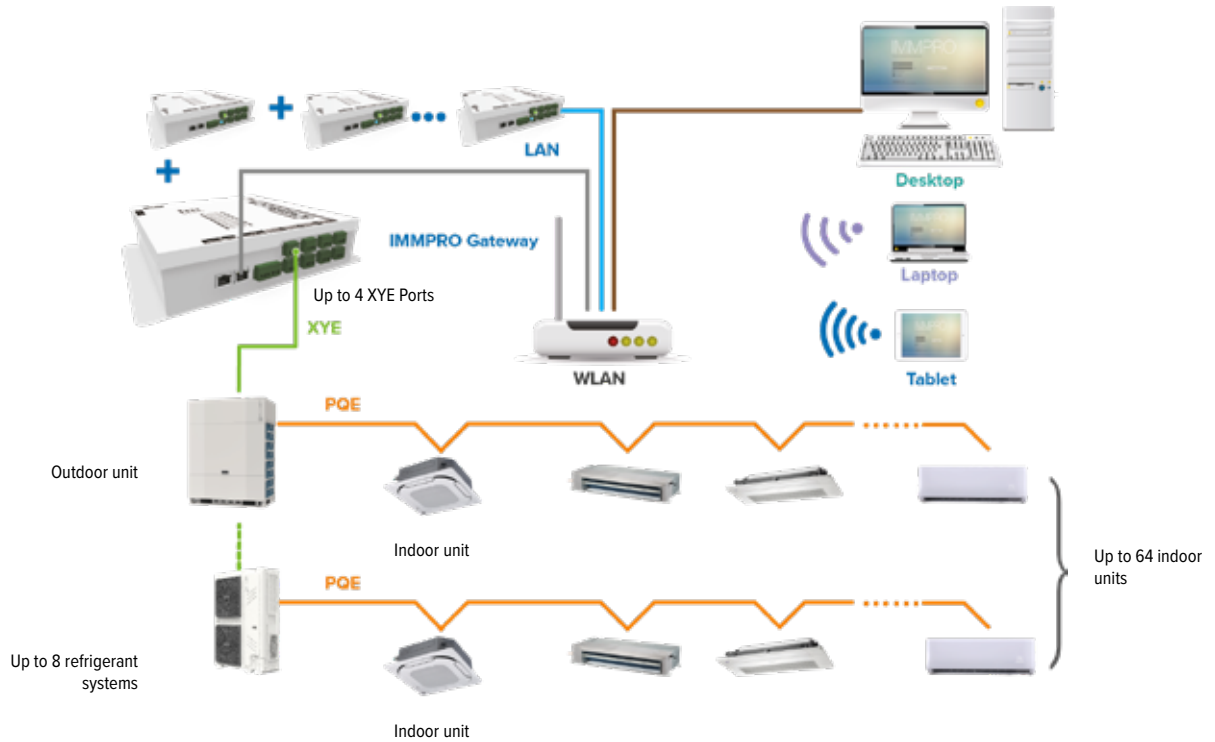 IMMPRO
LAN
Desktop
IMMPRO Gateway
Laptop
Up to 4 XYE Ports
XYE
WLAN
Tablet
PQE
Outdoor unit
Indoor unit
Up to 64 indoor
units
PQE
Up to 8 refrigerant
systems
Indoor unit